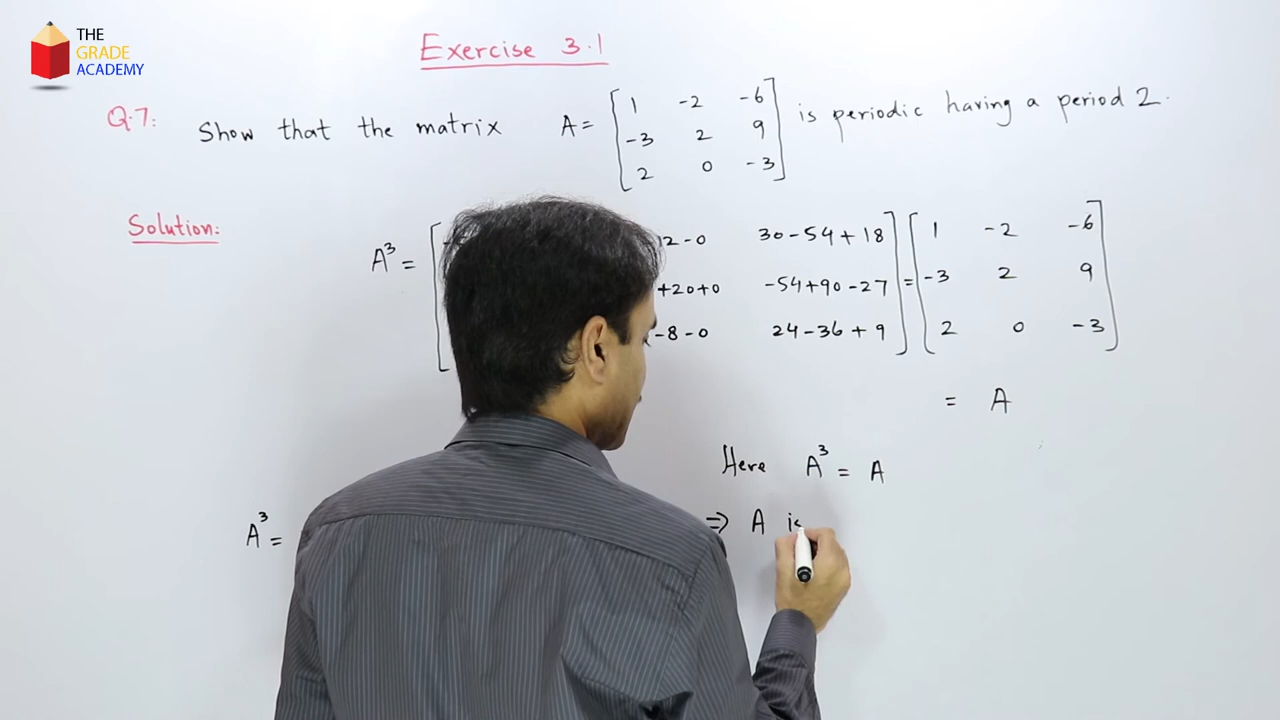 THE
GRADE
ACADEMY
Exercise 3.1
Q.7: Show that the matrix A = [ 1 -2 -6 ] is periodic having a period 2.
[ -3 2 9 ]
[ 2 0 -3 ]
Solution:
A³ = [ 12-0 30-54+18 ] = [ 1 -2 -6 ]
[ +20+0 -54+90-27 ] [ -3 2 9 ]
[ -8-0 24-36+9 ] [ 2 0 -3 ]
= A
Here A³ = A
A³ = ⇒ A is